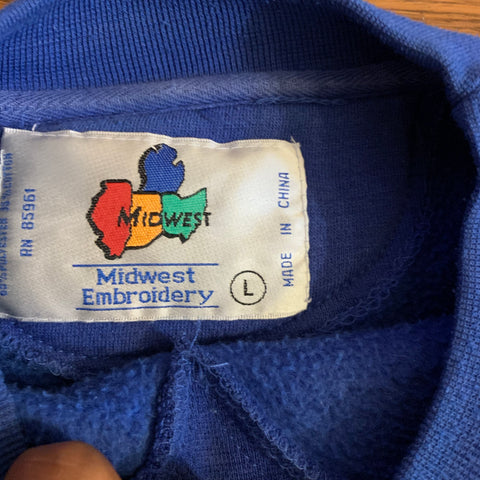 MIDWEST
Midwest
Embroidery
L
MADE IN CHINA
RN 85961